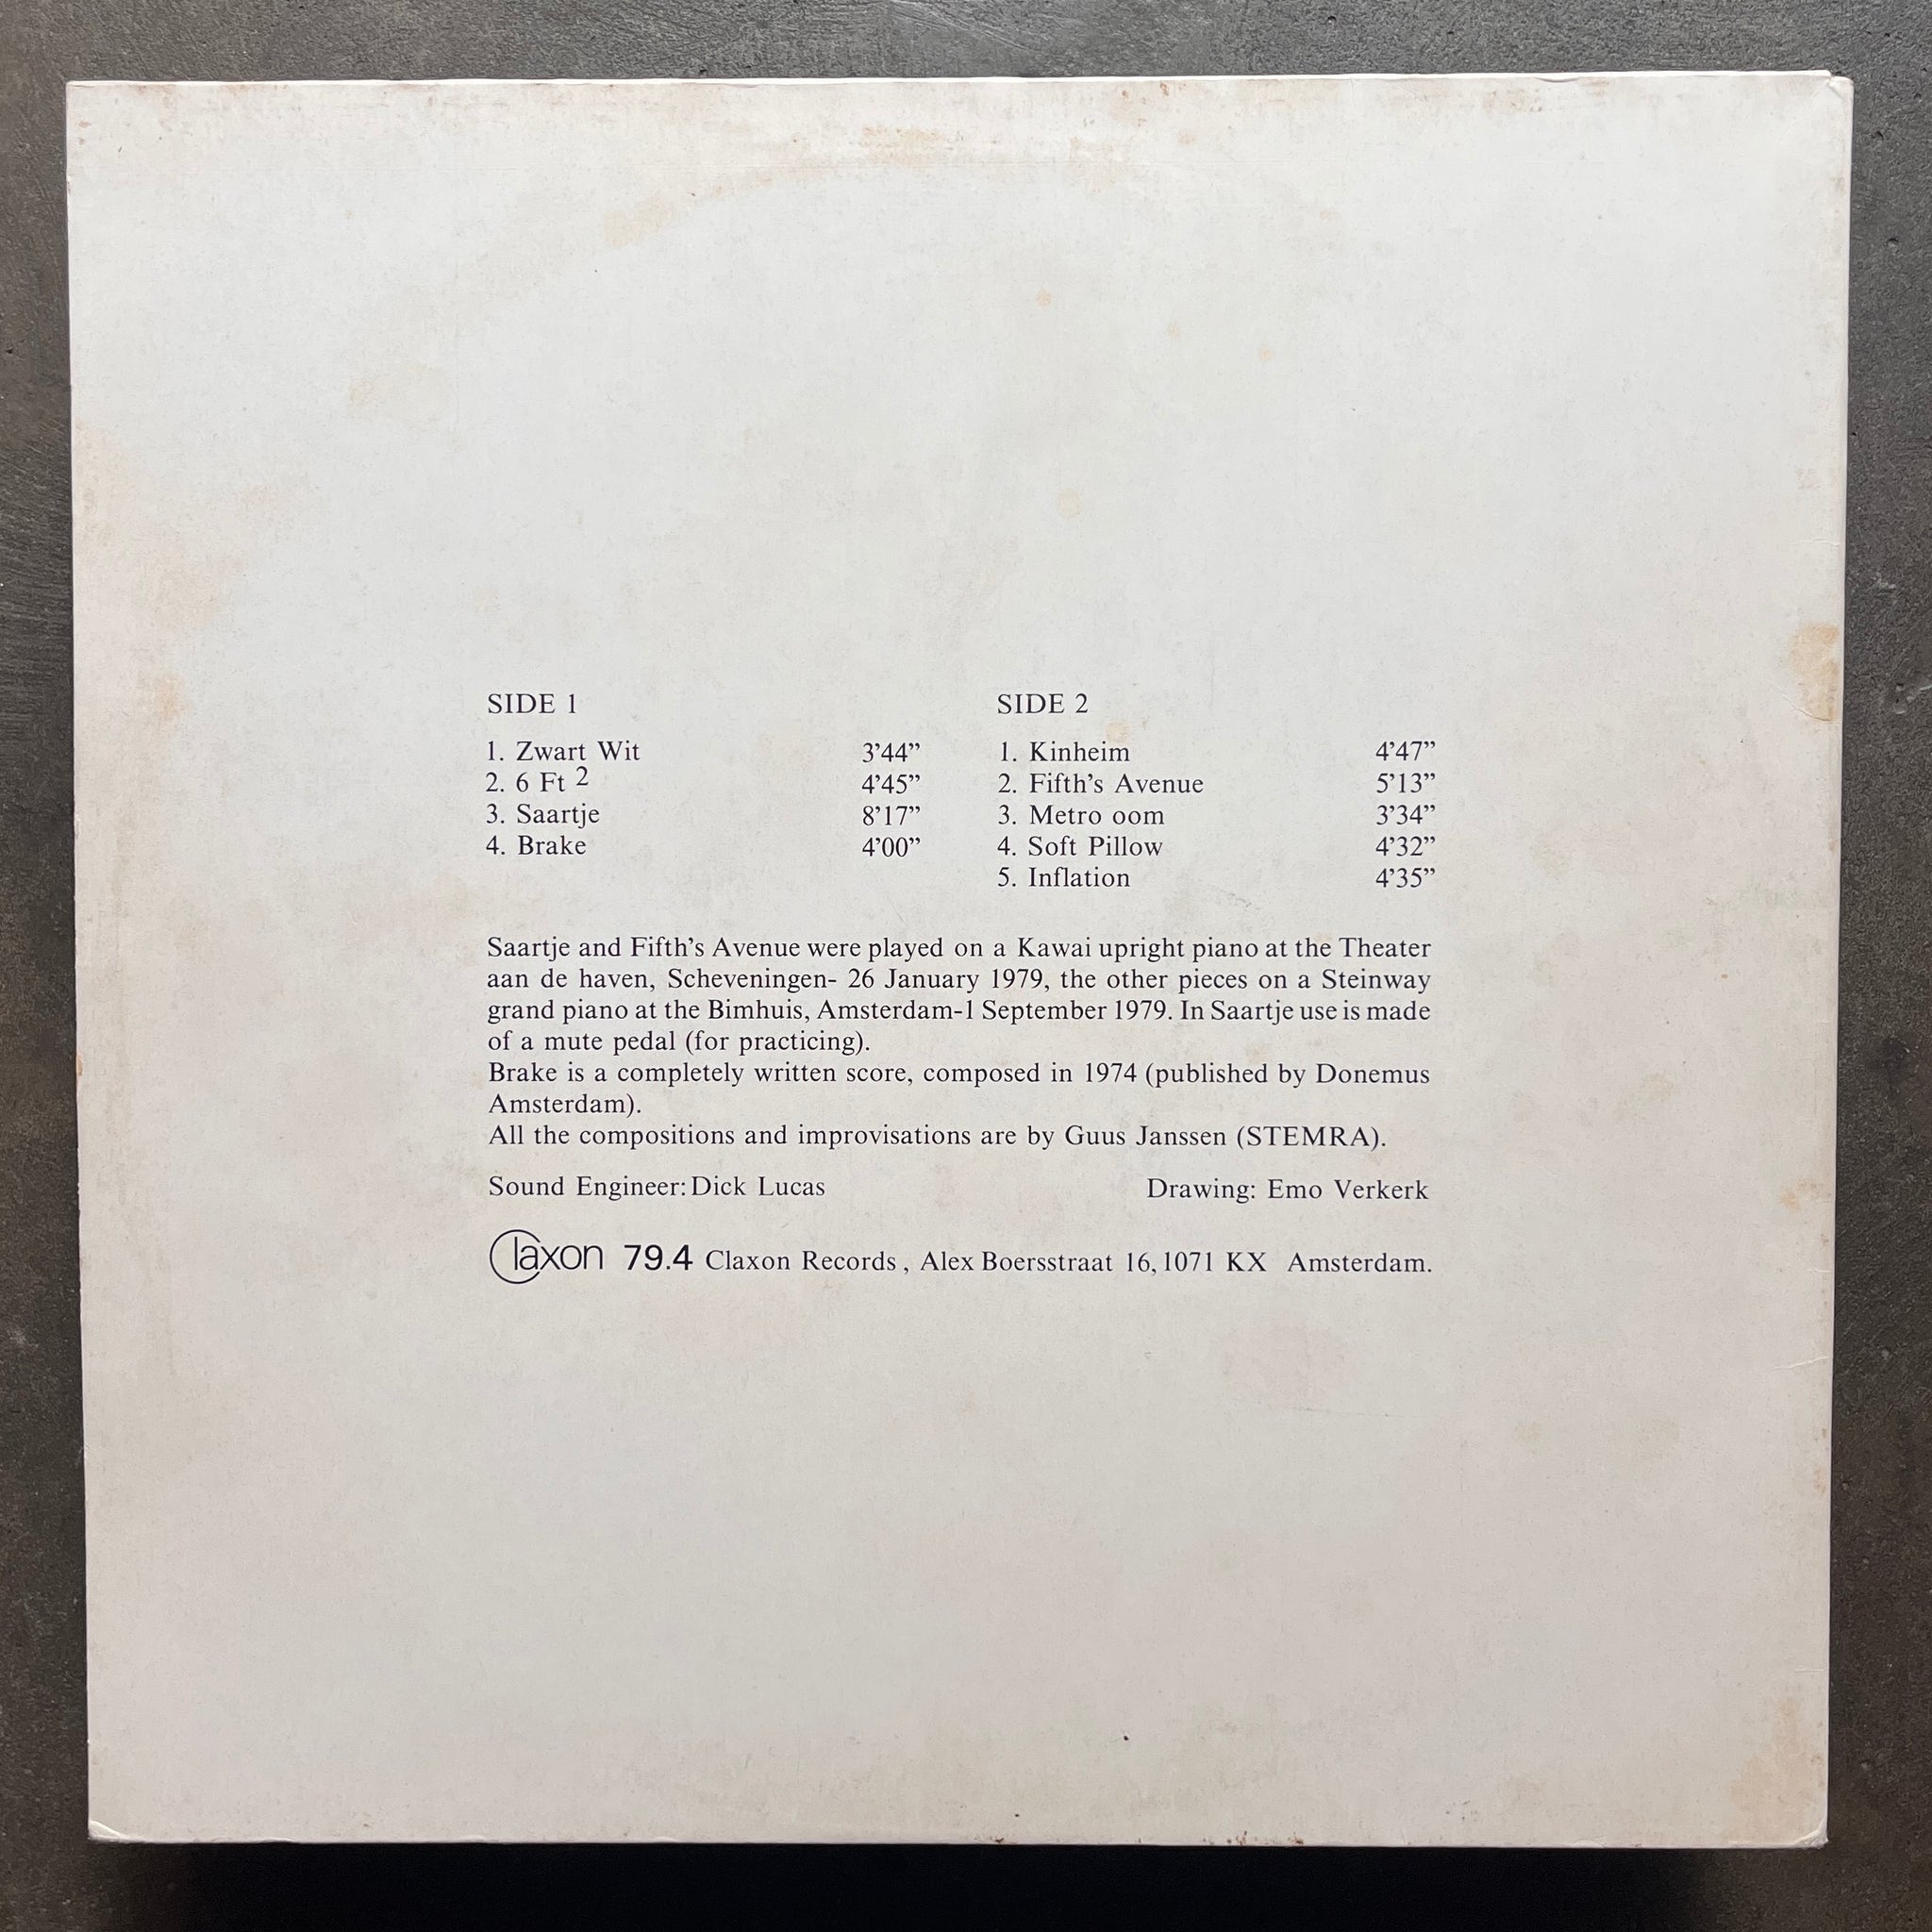 SIDE 1
1. Zwart Wit 3’44”
2. 6 Ft ² 4’45”
3. Saartje 8’17”
4. Brake 4’00”
SIDE 2
1. Kinheim 4’47”
2. Fifth’s Avenue 5’13”
3. Metro oom 3’34”
4. Soft Pillow 4’32”
5. Inflation 4’35”
Saartje and Fifth’s Avenue were played on a Kawai upright piano at the Theater
aan de haven, Scheveningen- 26 January 1979, the other pieces on a Steinway
grand piano at the Bimhuis, Amsterdam-1 September 1979. In Saartje use is made
of a mute pedal (for practicing).
Brake is a completely written score, composed in 1974 (published by Donemus
Amsterdam).
All the compositions and improvisations are by Guus Janssen (STEMRA).
Sound Engineer: Dick Lucas Drawing: Emo Verkerk
Claxon 79.4 Claxon Records, Alex Boersstraat 16, 1071 KX Amsterdam.